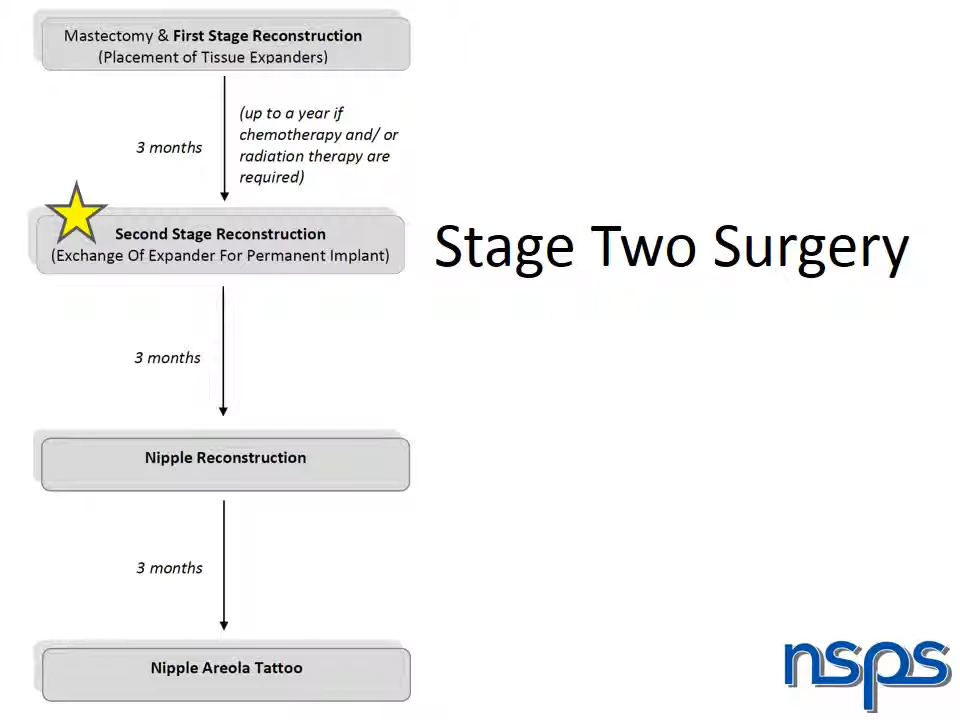 Mastectomy & First Stage Reconstruction
(Placement of Tissue Expanders)
3 months
(up to a year if
chemotherapy and/ or
radiation therapy are
required)
Second Stage Reconstruction
(Exchange Of Expander For Permanent Implant)
Stage Two Surgery
3 months
Nipple Reconstruction
3 months
Nipple Areola Tattoo
nsps